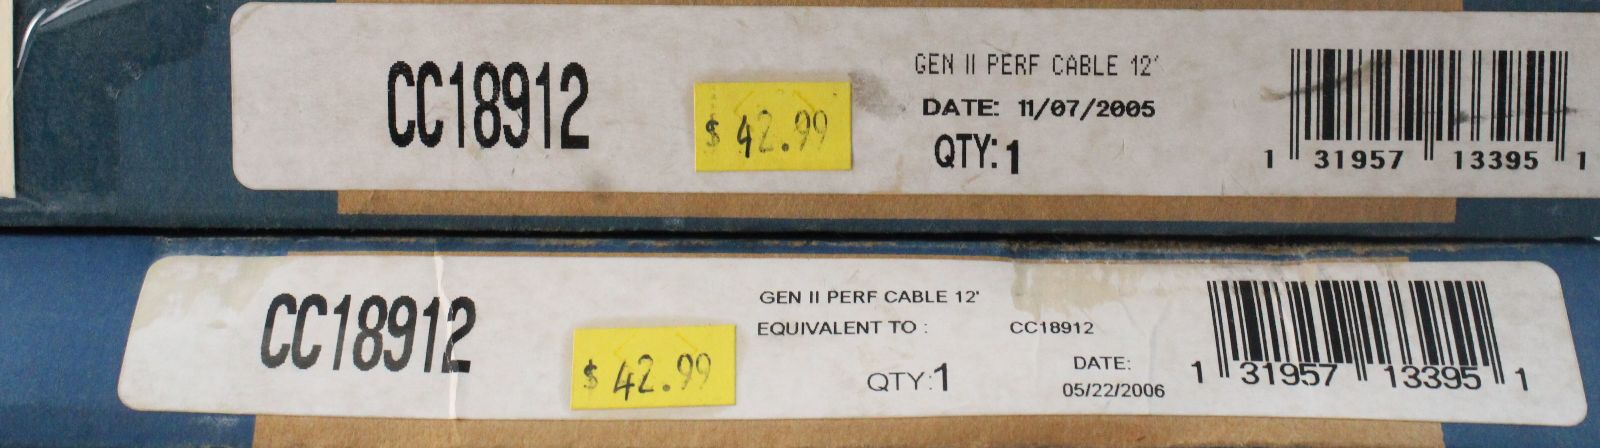 CC18912
$ 42.99
GEN II PERF CABLE 12'
DATE: 11/07/2005
QTY: 1
1 31957 13395 1
CC18912
$ 42.99
GEN II PERF CABLE 12'
EQUIVALENT TO : CC18912
QTY: 1
DATE:
05/22/2006
1 31957 13395 1